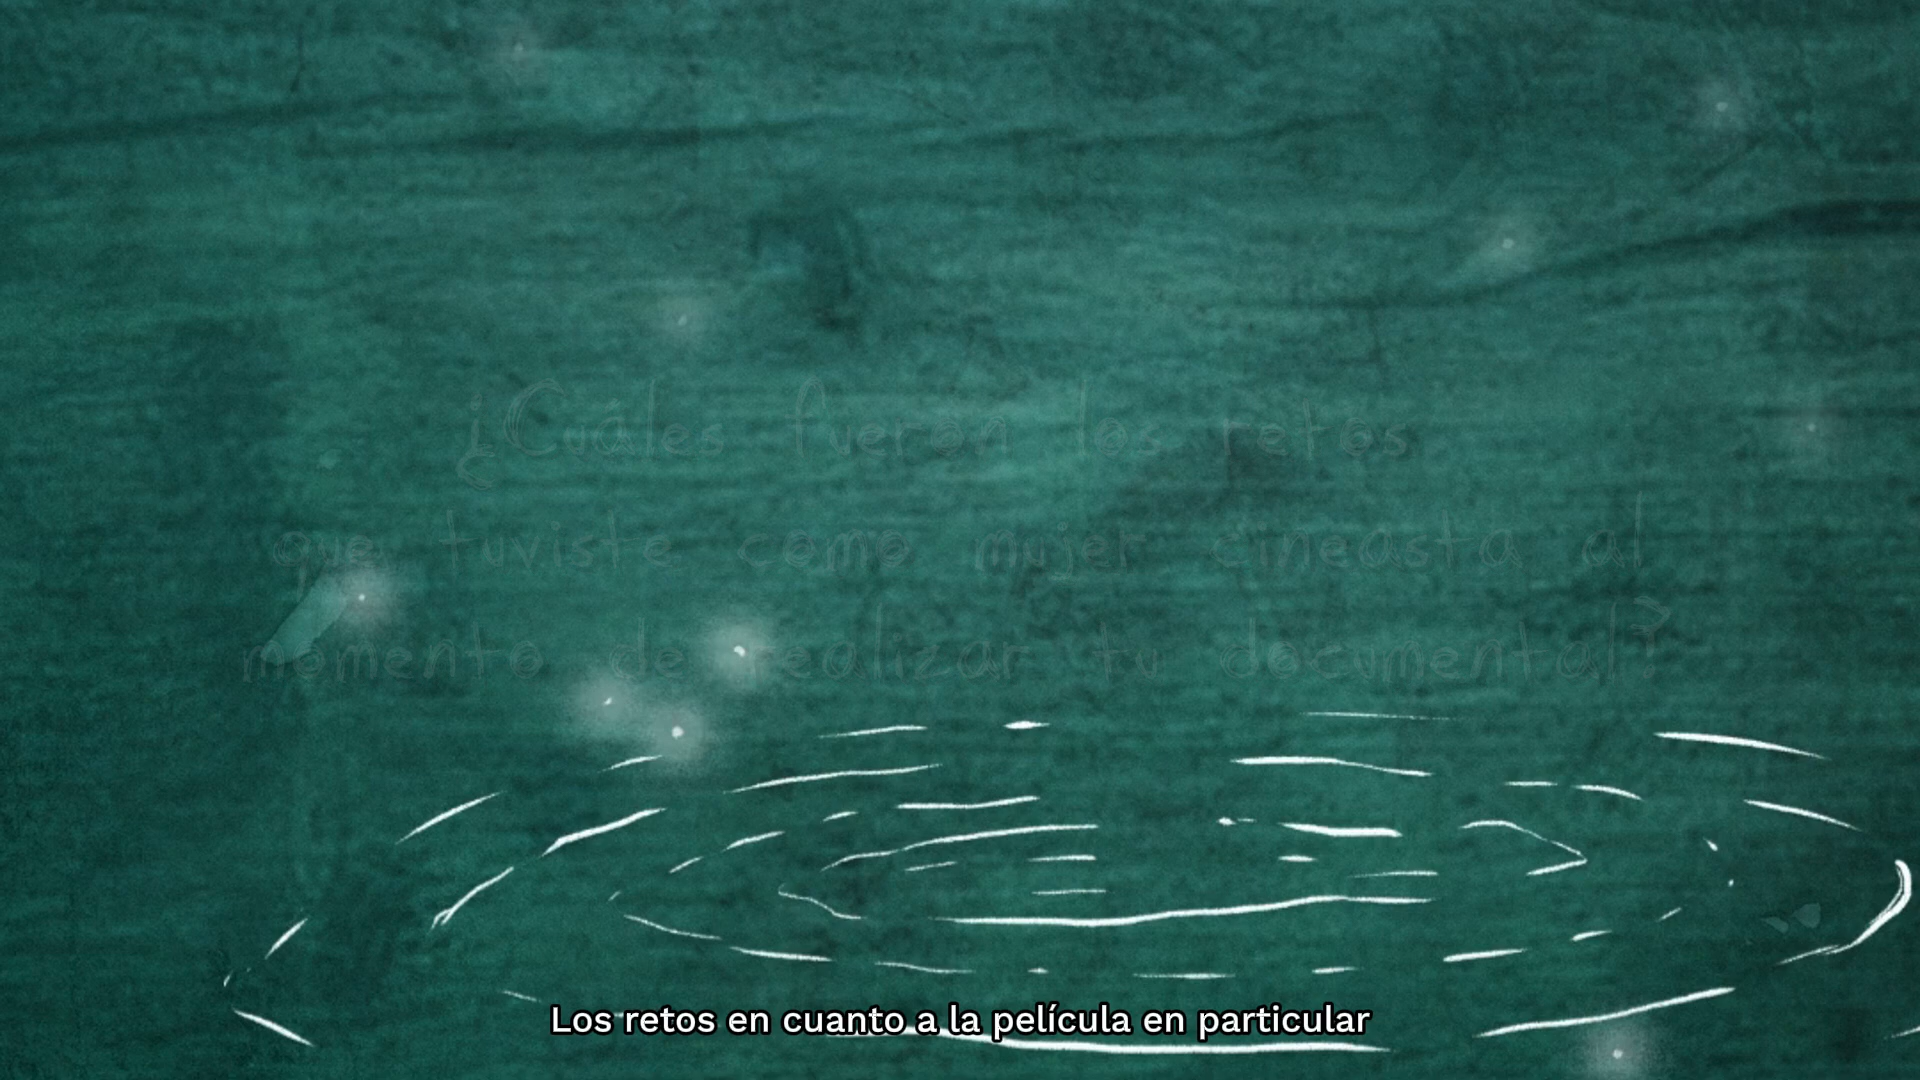 ¿Cuáles fueron los retos
que tuviste como mujer cineasta al
momento de realizar tu documental?
Los retos en cuanto a la película en particular